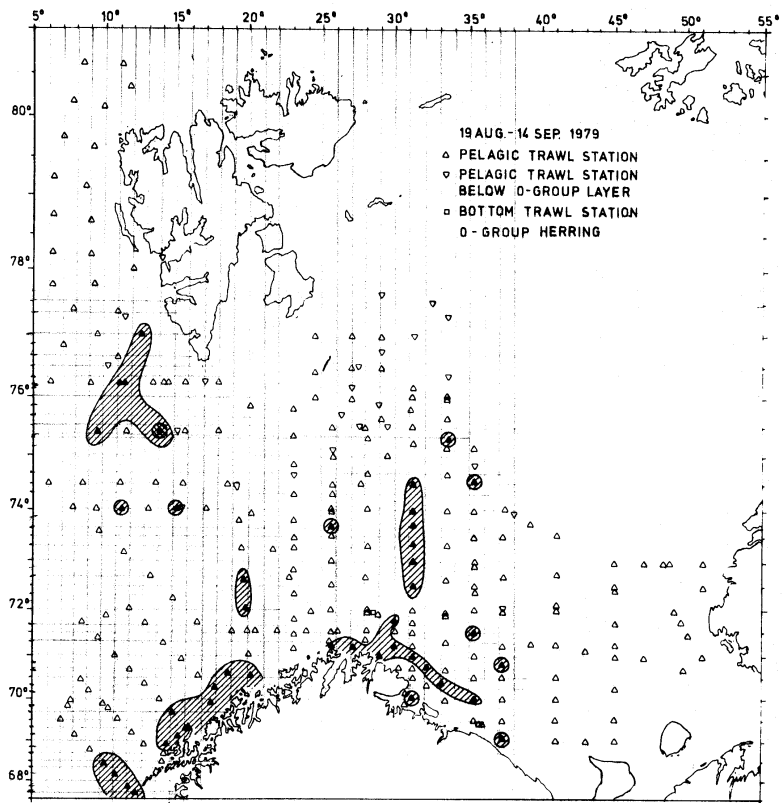 5° 10° 15° 20° 25° 30° 35° 40° 45° 50° 55°
80°
19 AUG.-14 SEP. 1979
△ PELAGIC TRAWL STATION
▽ PELAGIC TRAWL STATION
BELOW 0-GROUP LAYER
□ BOTTOM TRAWL STATION
0-GROUP HERRING
78°
76°
74°
72°
70°
68°